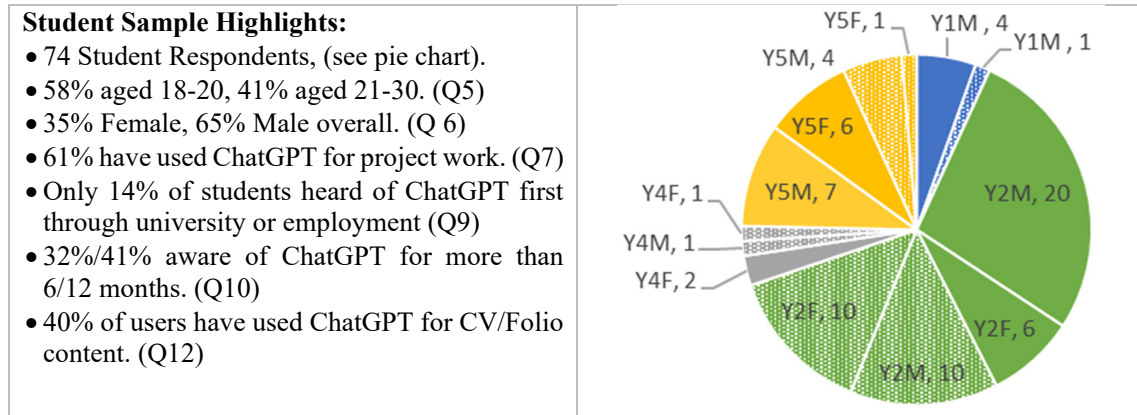 Student Sample Highlights:
• 74 Student Respondents, (see pie chart).
• 58% aged 18-20, 41% aged 21-30. (Q5)
• 35% Female, 65% Male overall. (Q 6)
• 61% have used ChatGPT for project work. (Q7)
• Only 14% of students heard of ChatGPT first
through university or employment (Q9)
• 32%/41% aware of ChatGPT for more than
6/12 months. (Q10)
• 40% of users have used ChatGPT for CV/Folio
content. (Q12)
Y5F, 1
Y1M, 4
Y1M , 1
Y5M, 4
Y5F, 6
Y2M, 20
Y5M, 7
Y4F, 1
Y4M, 1
Y4F, 2
Y2F, 10
Y2M, 10
Y2F, 6